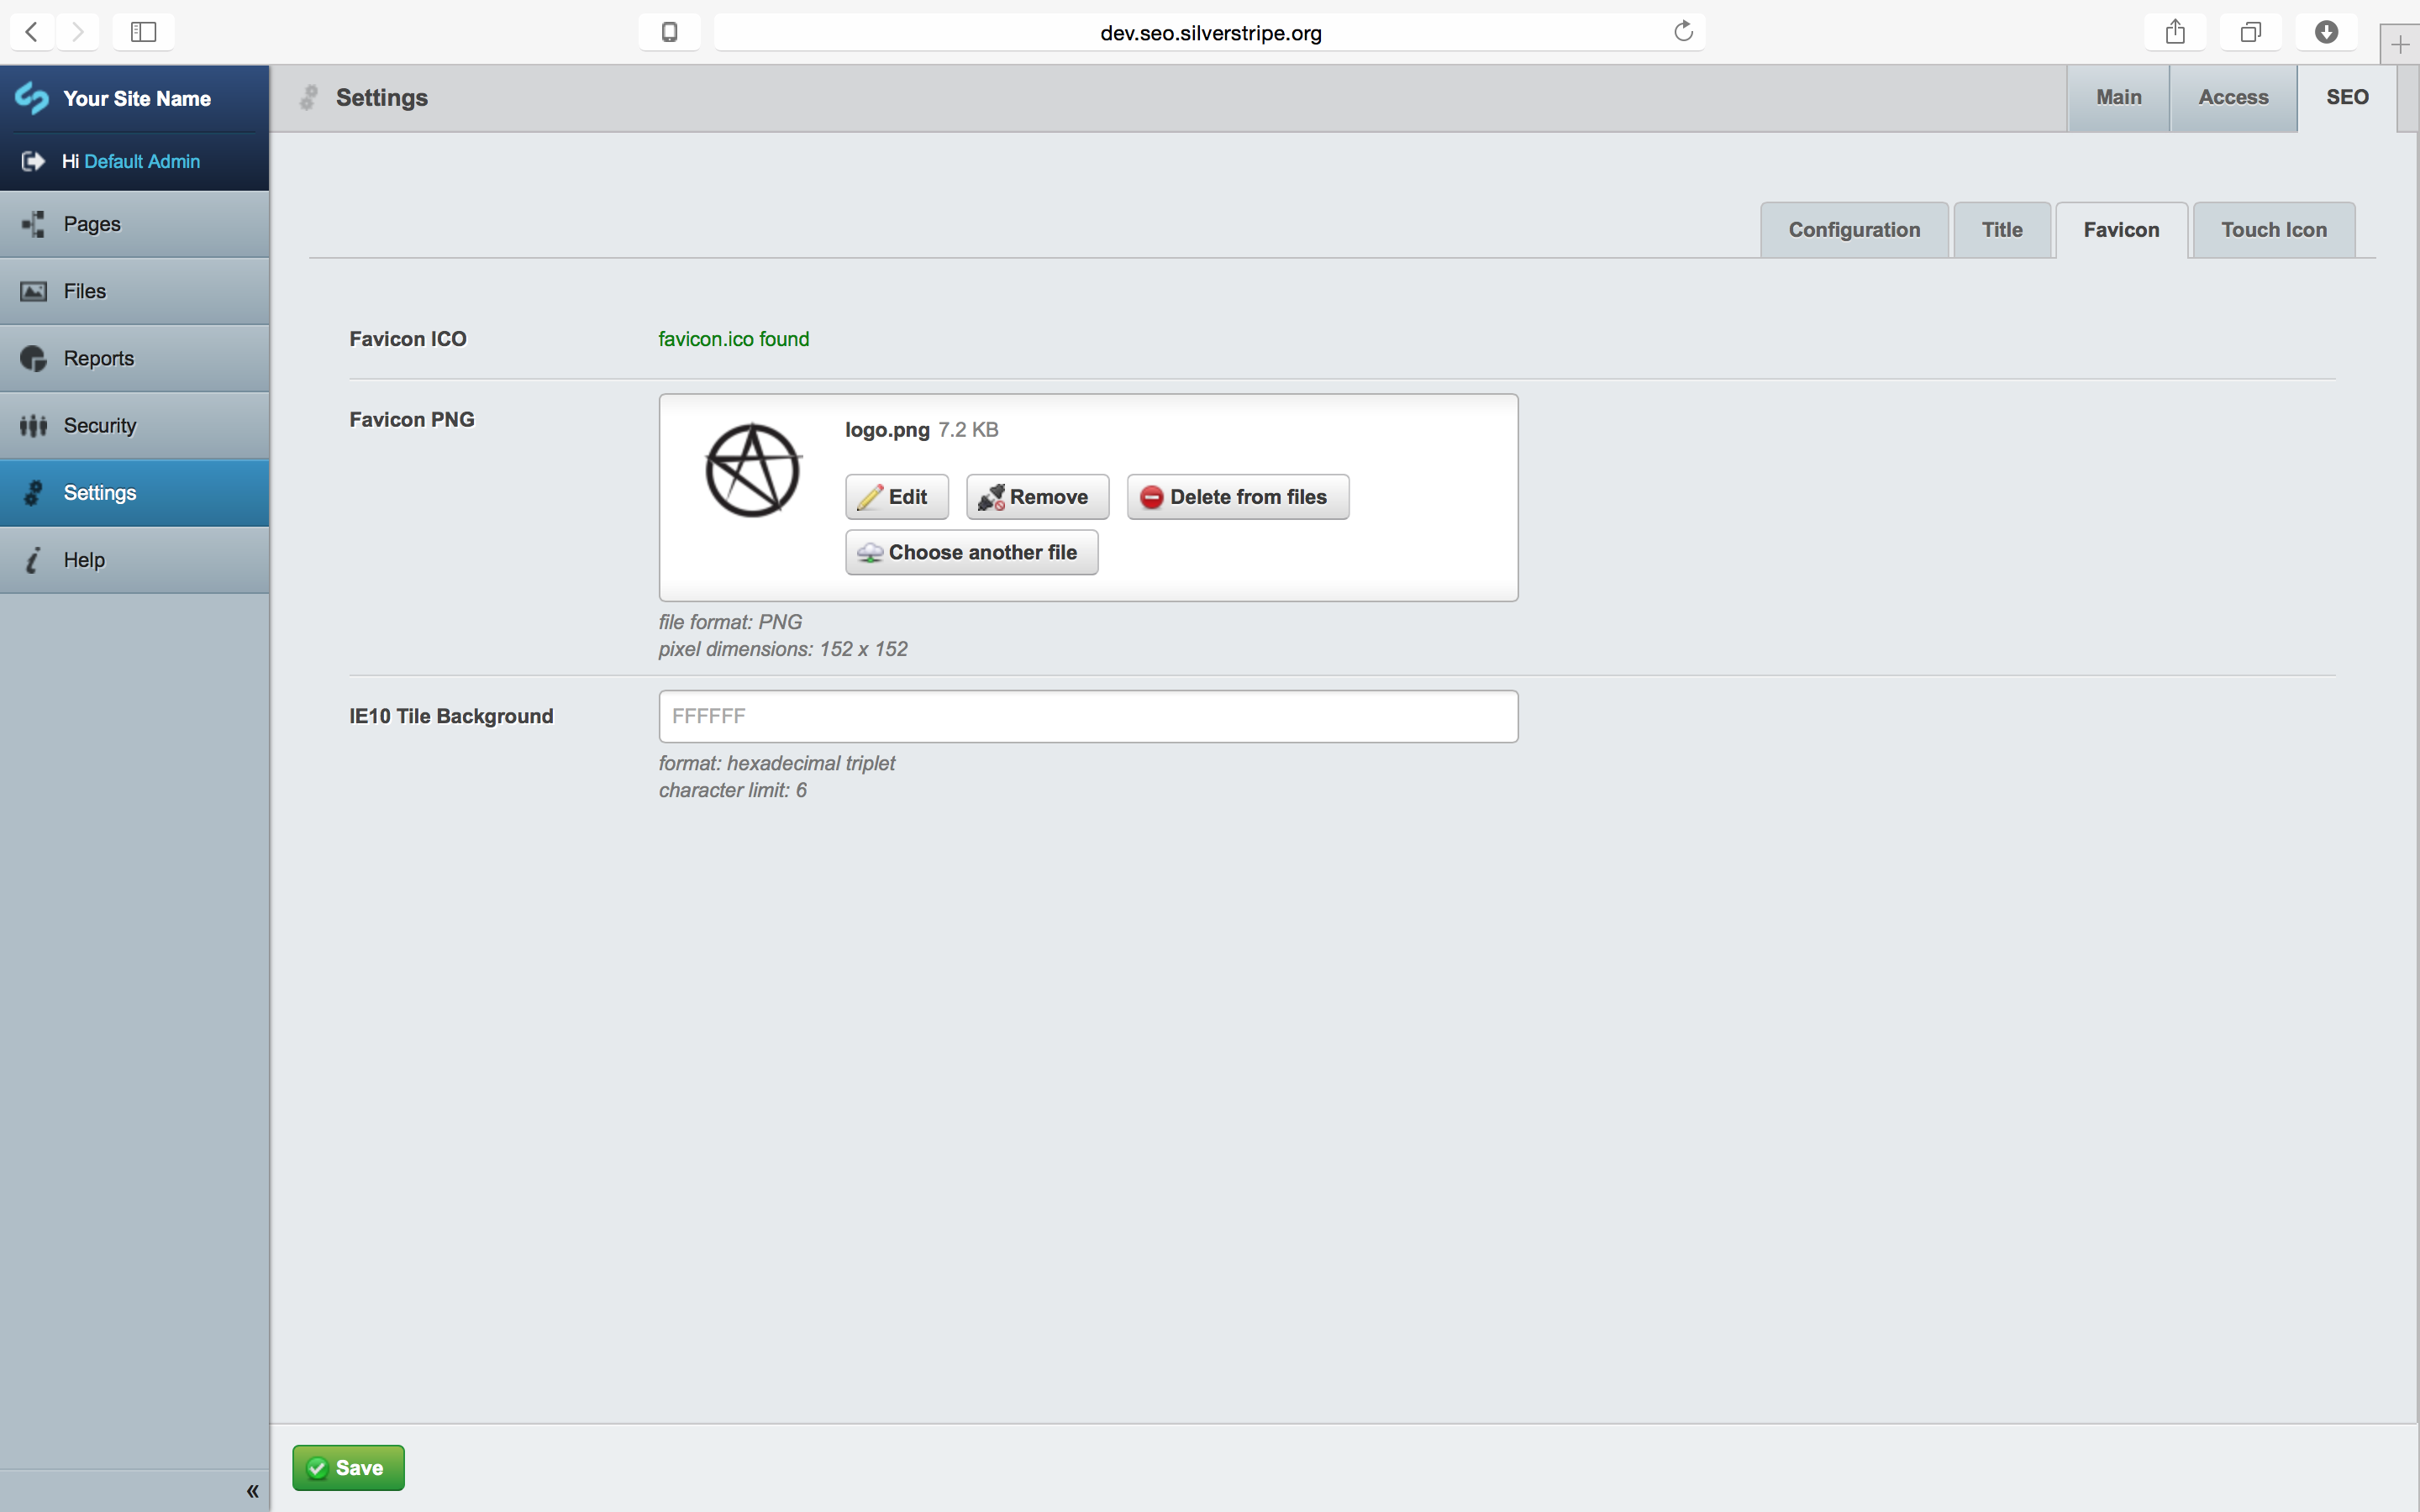 dev.seo.silverstripe.org
Your Site Name
Hi Default Admin
Pages
Files
Reports
Security
Settings
Help
«
Settings
Main
Access
SEO
Configuration
Title
Favicon
Touch Icon
Favicon ICO
favicon.ico found
Favicon PNG
logo.png 7.2 KB
Edit
Remove
Delete from files
Choose another file
file format: PNG
pixel dimensions: 152 x 152
IE10 Tile Background
FFFFFF
format: hexadecimal triplet
character limit: 6
Save